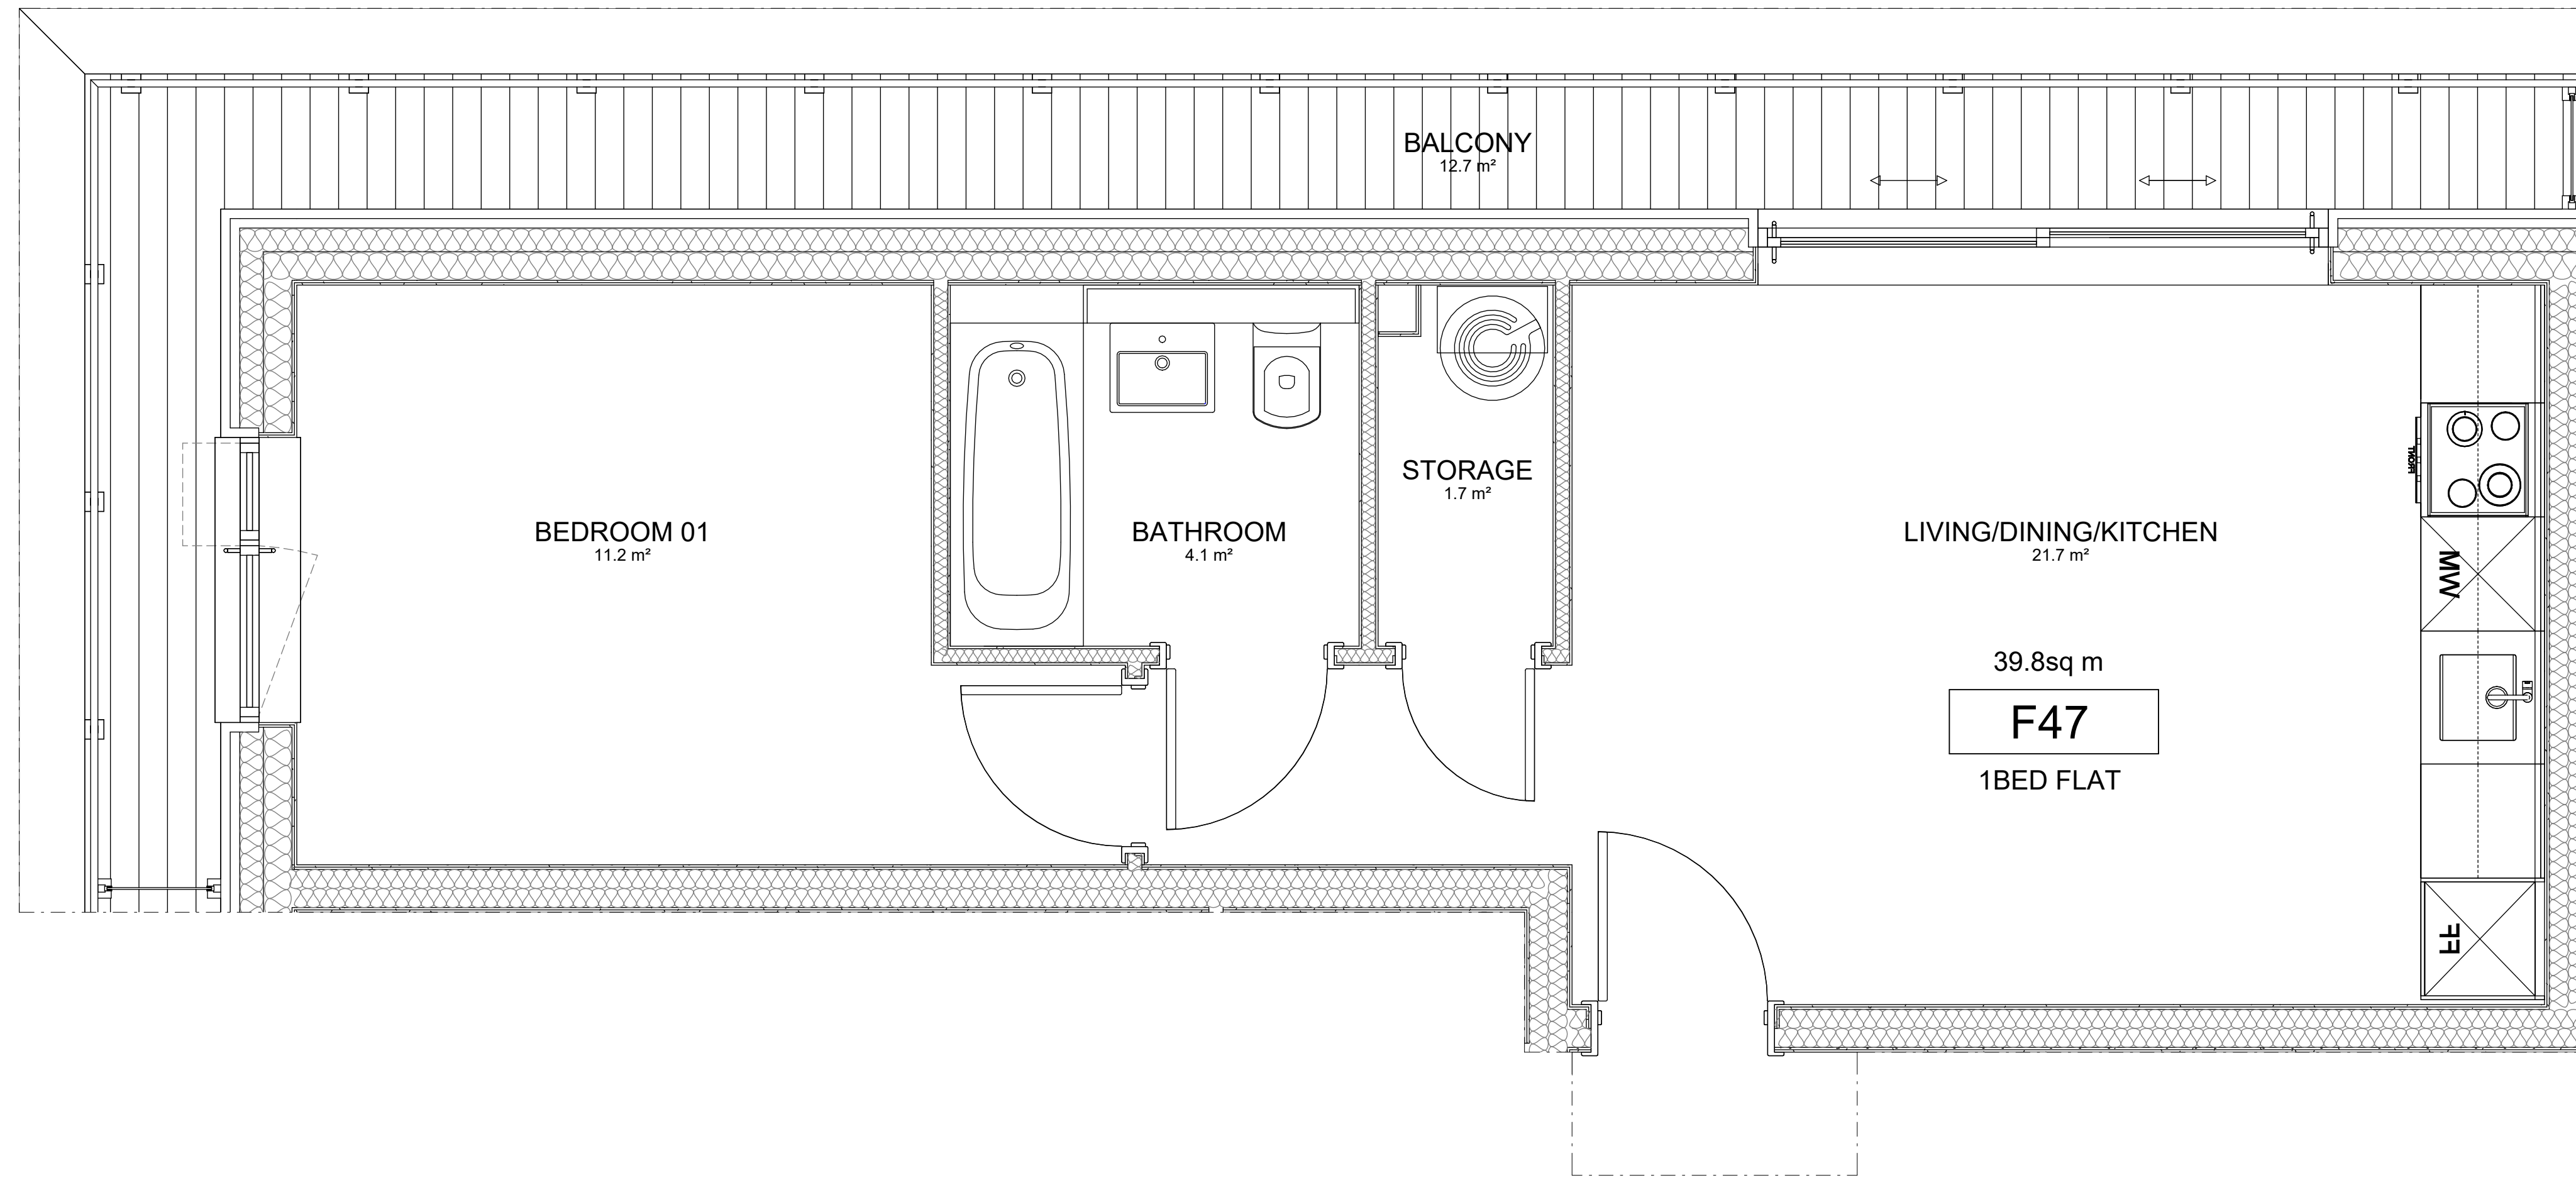 BALCONY
12.7 m²
STORAGE
1.7 m²
BEDROOM 01
11.2 m²
BATHROOM
4.1 m²
LIVING/DINING/KITCHEN
21.7 m²
FRONT
MW
39.8sq m
F47
1BED FLAT
FF